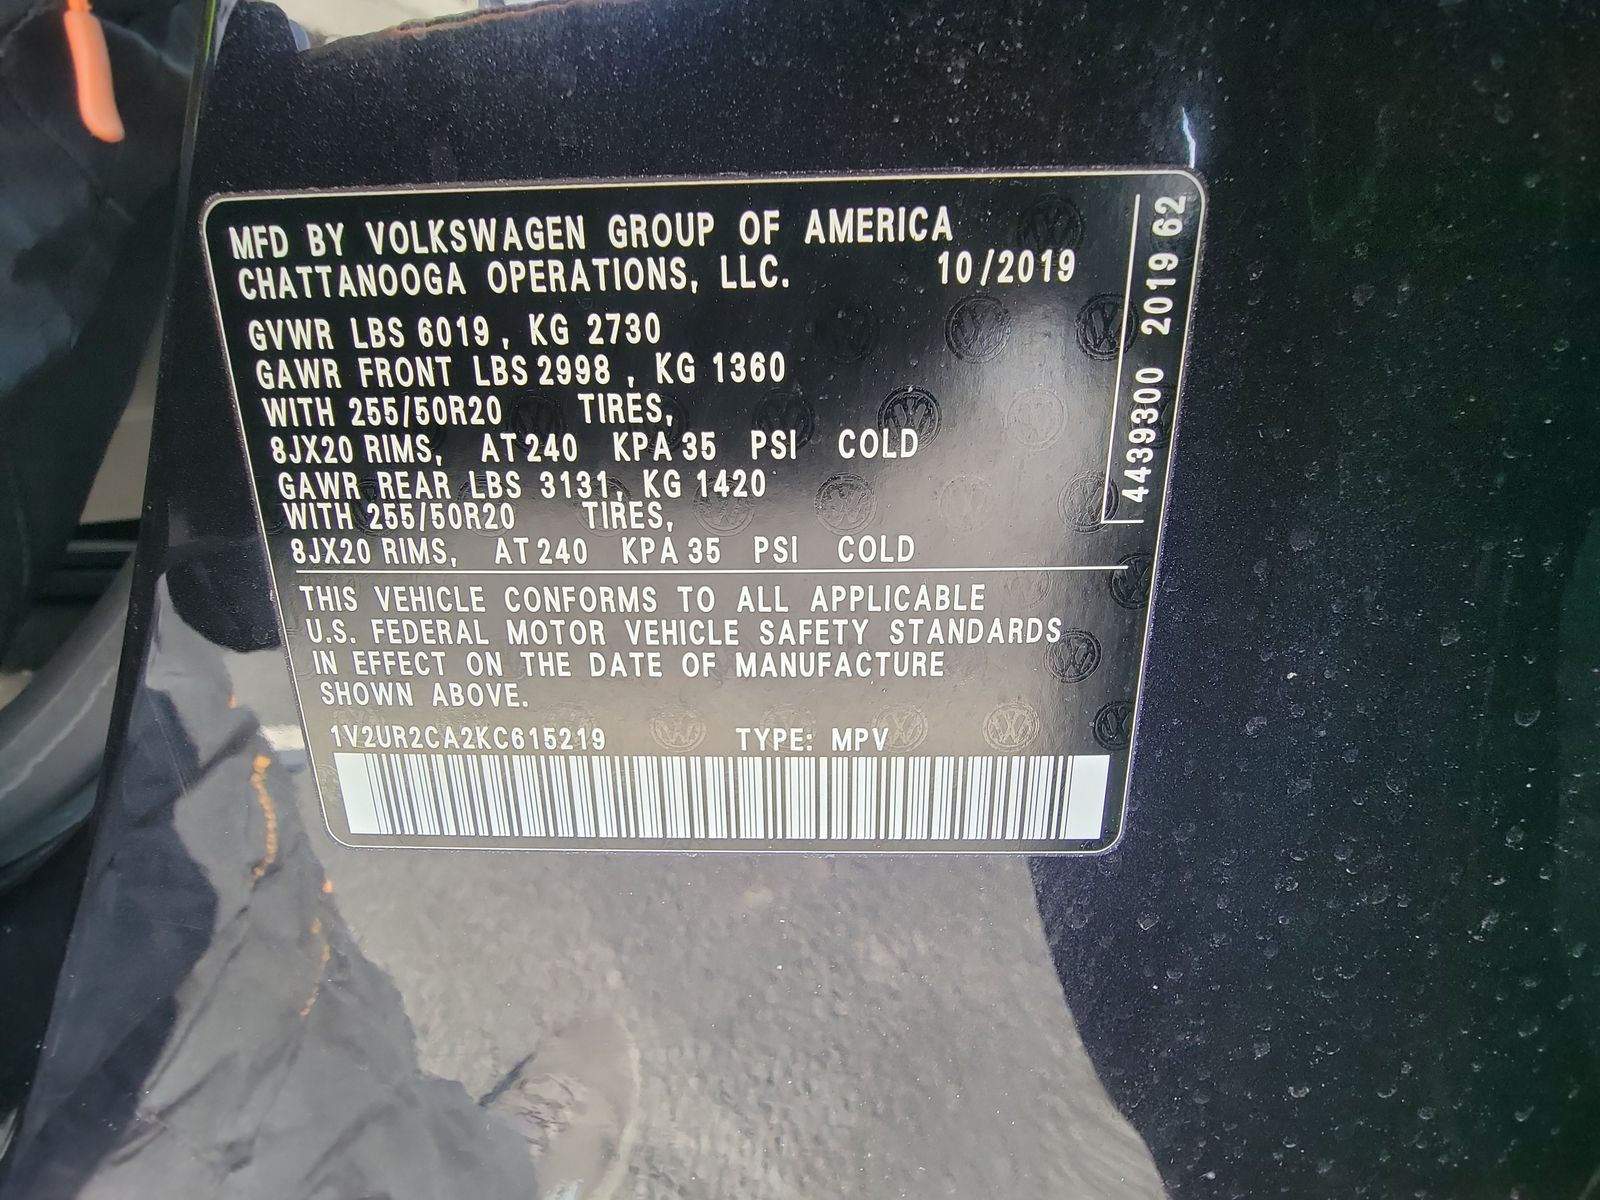 MFD BY VOLKSWAGEN GROUP OF AMERICA
CHATTANOOGA OPERATIONS, LLC. 10/2019
GVWR LBS 6019, KG 2730
GAWR FRONT LBS 2998, KG 1360
WITH 255/50R20 TIRES,
8JX20 RIMS, AT 240 KPA 35 PSI COLD
GAWR REAR LBS 3131, KG 1420
WITH 255/50R20 TIRES,
8JX20 RIMS, AT 240 KPA 35 PSI COLD
THIS VEHICLE CONFORMS TO ALL APPLICABLE
U.S. FEDERAL MOTOR VEHICLE SAFETY STANDARDS
IN EFFECT ON THE DATE OF MANUFACTURE
SHOWN ABOVE.
1V2UR2CA2KC615219 TYPE: MPV
4439300 2019 62